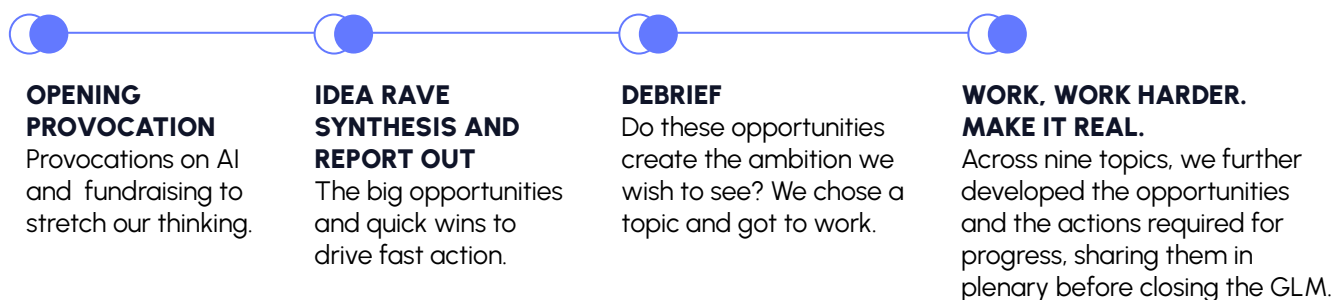 OPENING
PROVOCATION
Provocations on AI
and  fundraising to
stretch our thinking.
IDEA RAVE
SYNTHESIS AND
REPORT OUT
The big opportunities
and quick wins to
drive fast action.
DEBRIEF
Do these opportunities
create the ambition we
wish to see? We chose a
topic and got to work.
WORK, WORK HARDER.
MAKE IT REAL.
Across nine topics, we further
developed the opportunities
and the actions required for
progress, sharing them in
plenary before closing the GLM.